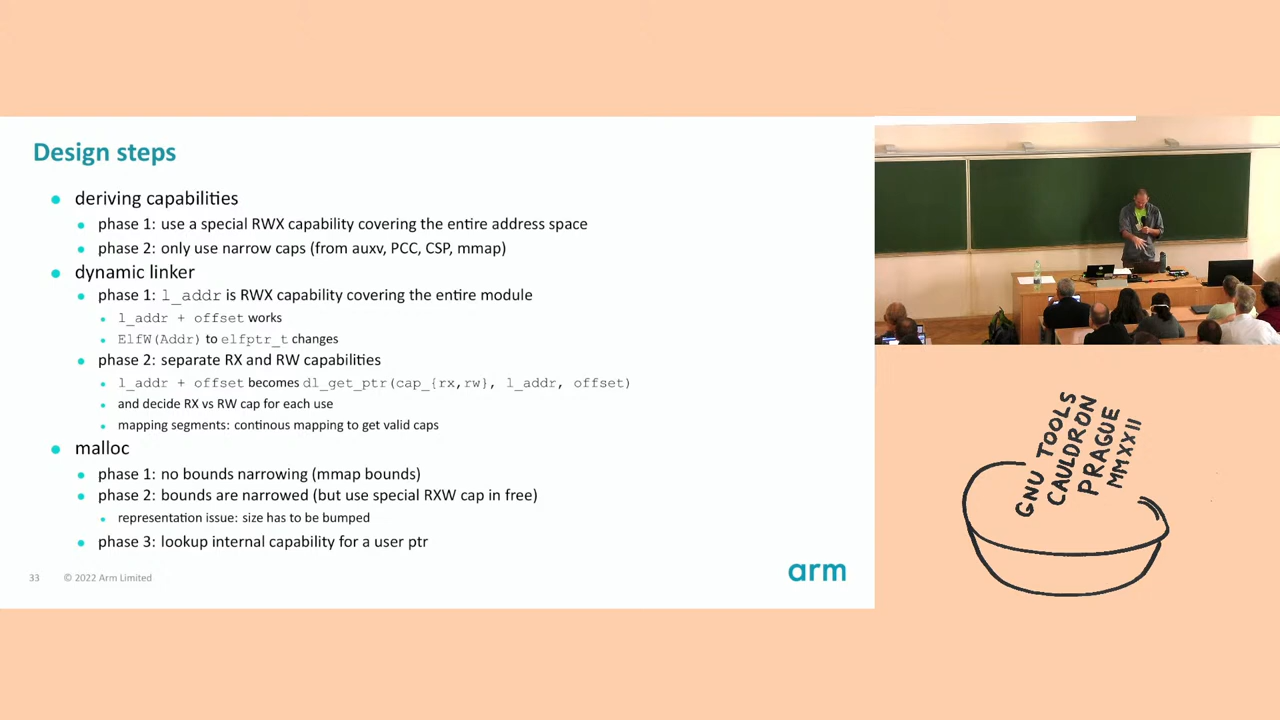 Design steps
deriving capabilities
phase 1: use a special RWX capability covering the entire address space
phase 2: only use narrow caps (from auxv, PCC, CSP, mmap)
dynamic linker
phase 1: l_addr is RWX capability covering the entire module
l_addr + offset works
ElfW(Addr) to elfptr_t changes
phase 2: separate RX and RW capabilities
l_addr + offset becomes dl_get_ptr(cap_{rx,rw}, l_addr, offset)
and decide RX vs RW cap for each use
mapping segments: continous mapping to get valid caps
malloc
phase 1: no bounds narrowing (mmap bounds)
phase 2: bounds are narrowed (but use special RXW cap in free)
representation issue: size has to be bumped
phase 3: lookup internal capability for a user ptr
33 © 2022 Arm Limited
arm
GNU TOOLS
CAULDRON
PRAGUE
MMXXII